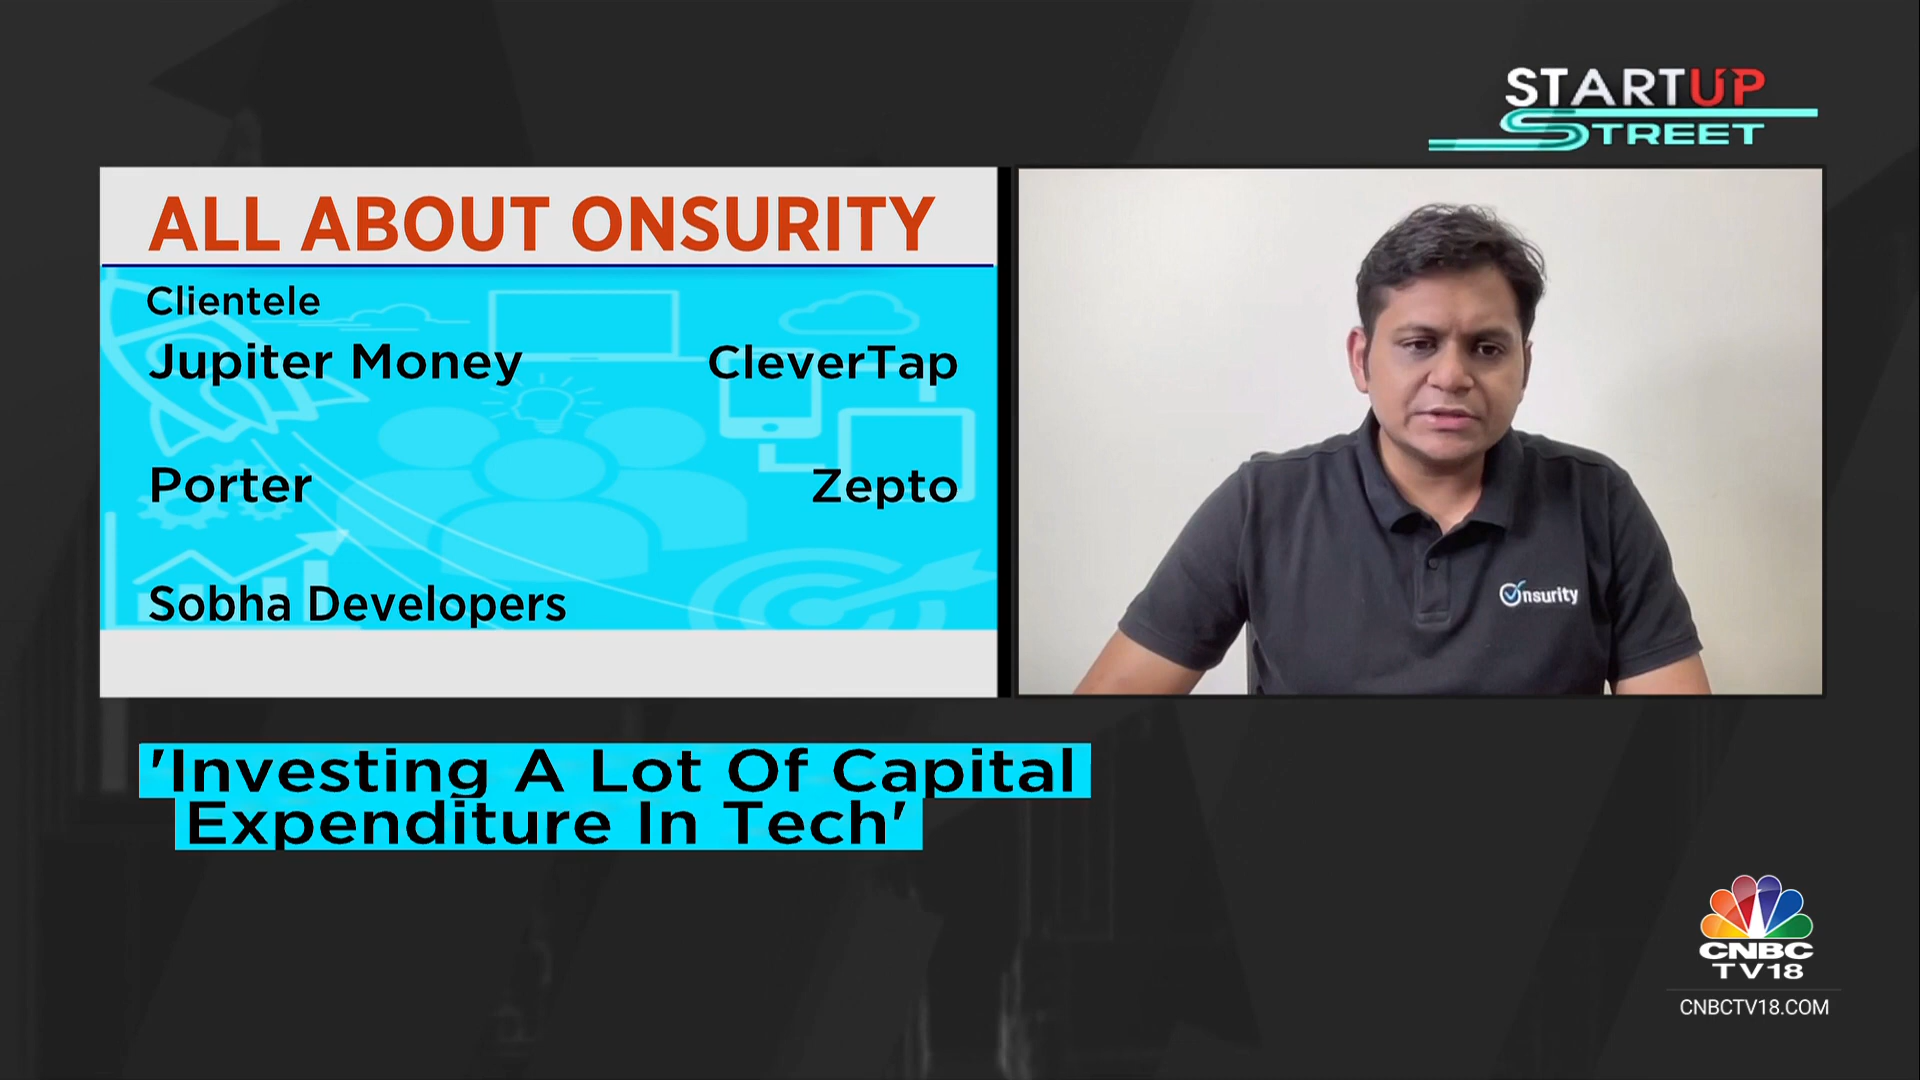 STARTUP
STREET
ALL ABOUT ONSURITY
Clientele
Jupiter Money
CleverTap
Porter
Zepto
Sobha Developers
Onsurity
'Investing A Lot Of Capital
Expenditure In Tech'
CNBC
TV18
CNBCTV18.COM